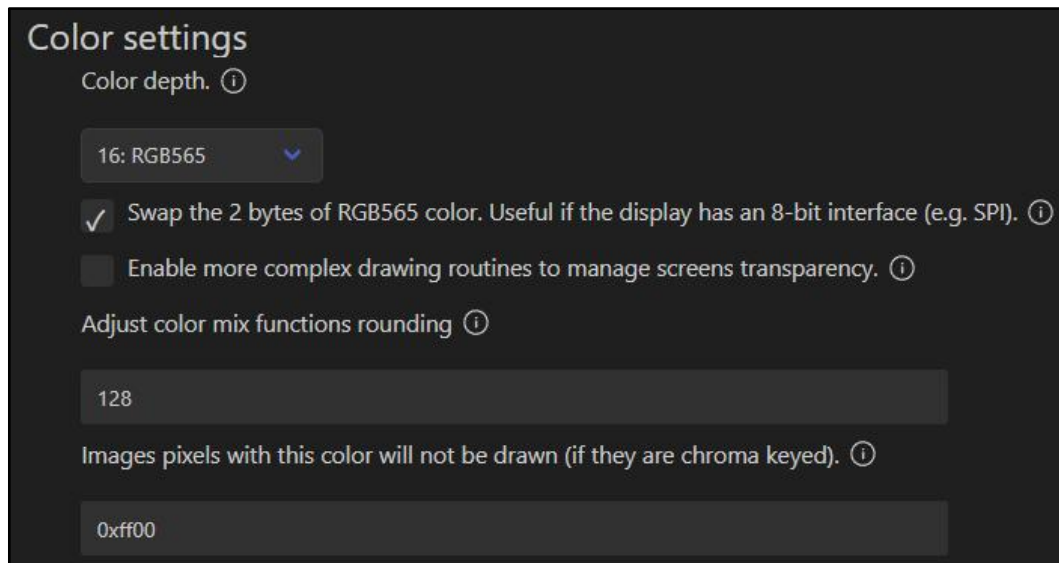 Color settings
Color depth.
16: RGB565
Swap the 2 bytes of RGB565 color. Useful if the display has an 8-bit interface (e.g. SPI).
Enable more complex drawing routines to manage screens transparency.
Adjust color mix functions rounding
128
Images pixels with this color will not be drawn (if they are chroma keyed).
0xff00